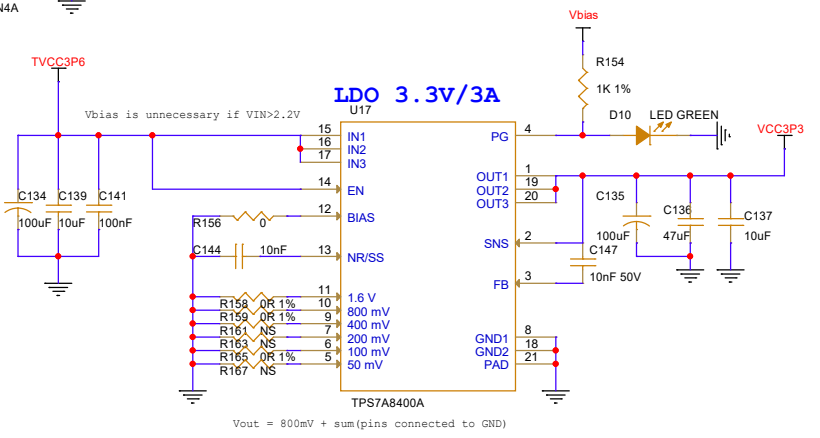 N4A
Vbias
TVCC3P6
R154
1K 1%
LDO 3.3V/3A
U17
Vbias is unnecessary if VIN>2.2V
D10 LED GREEN
VCC3P3
15 IN1
16 IN2
17 IN3
PG 4
14 EN
OUT1 1
OUT2 19
OUT3 20
C134
100uF
C139
10uF
C141
100nF
12 BIAS
R156 0
C135
100uF
C136
47uF
C137
10uF
SNS 2
C144 10nF
13 NR/SS
C147
10nF 50V
FB 3
11 1.6 V
R158 0R 1%
10 800 mV
R159 0R 1%
9 400 mV
R161 NS
7 200 mV
R163 NS
6 100 mV
R165 0R 1%
5 50 mV
R167 NS
GND1 8
GND2 18
PAD 21
TPS7A8400A
Vout = 800mV + sum(pins connected to GND)